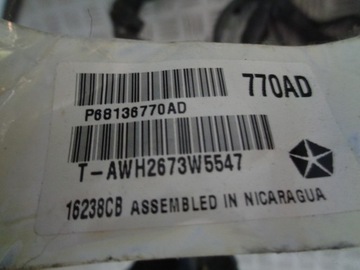 770AD
P68136770AD
T-AWH2673W5547
16238CB ASSEMBLED IN NICARAGUA